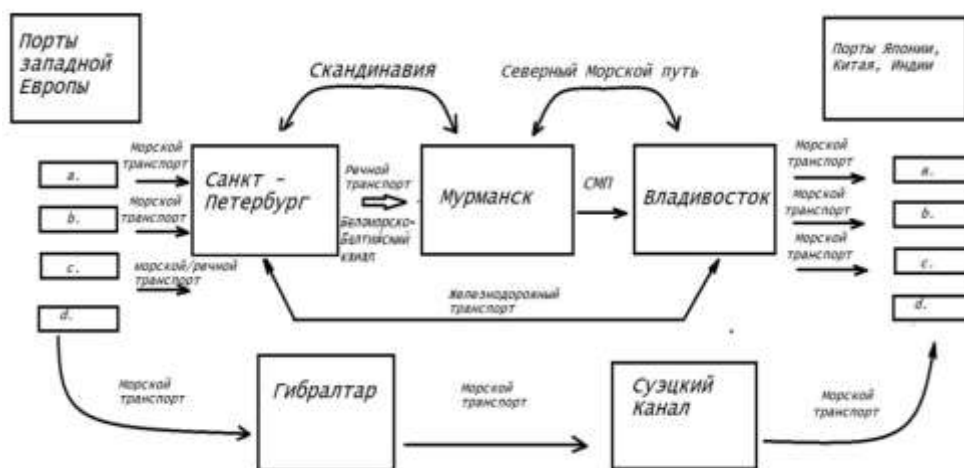 Порты
западной
Европы
Порты Японии,
Китая, Индии
Скандинавия
Северный Морской путь
Морской
транспорт
a.
Санкт -
Петербург
Речной
транспорт
Мурманск
СМП
Владивосток
Морской
транспорт
a.
Морской
транспорт
b.
Беломорско-
Балтийский
канал
Морской
транспорт
b.
Морской
транспорт
c.
морской/речной
транспорт
c.
d.
Железнодорожный
транспорт
d.
Морской
транспорт
Гибралтар
Морской
транспорт
Суэцкий
Канал
Морской
транспорт